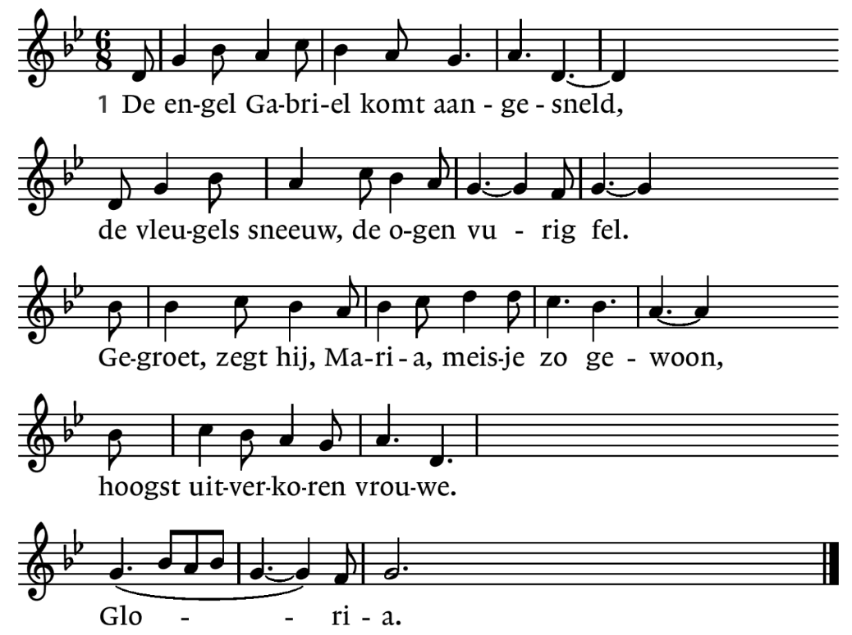 6
8
1 De en-gel Ga-bri-el komt aan - ge - sneld,
de vleu-gels sneeuw, de o-gen vu - rig fel.
Ge-groet, zegt hij, Ma-ri-a, meis-je zo ge - woon,
hoogst uit-ver-ko-ren vrou-we.
Glo - - ri - a.